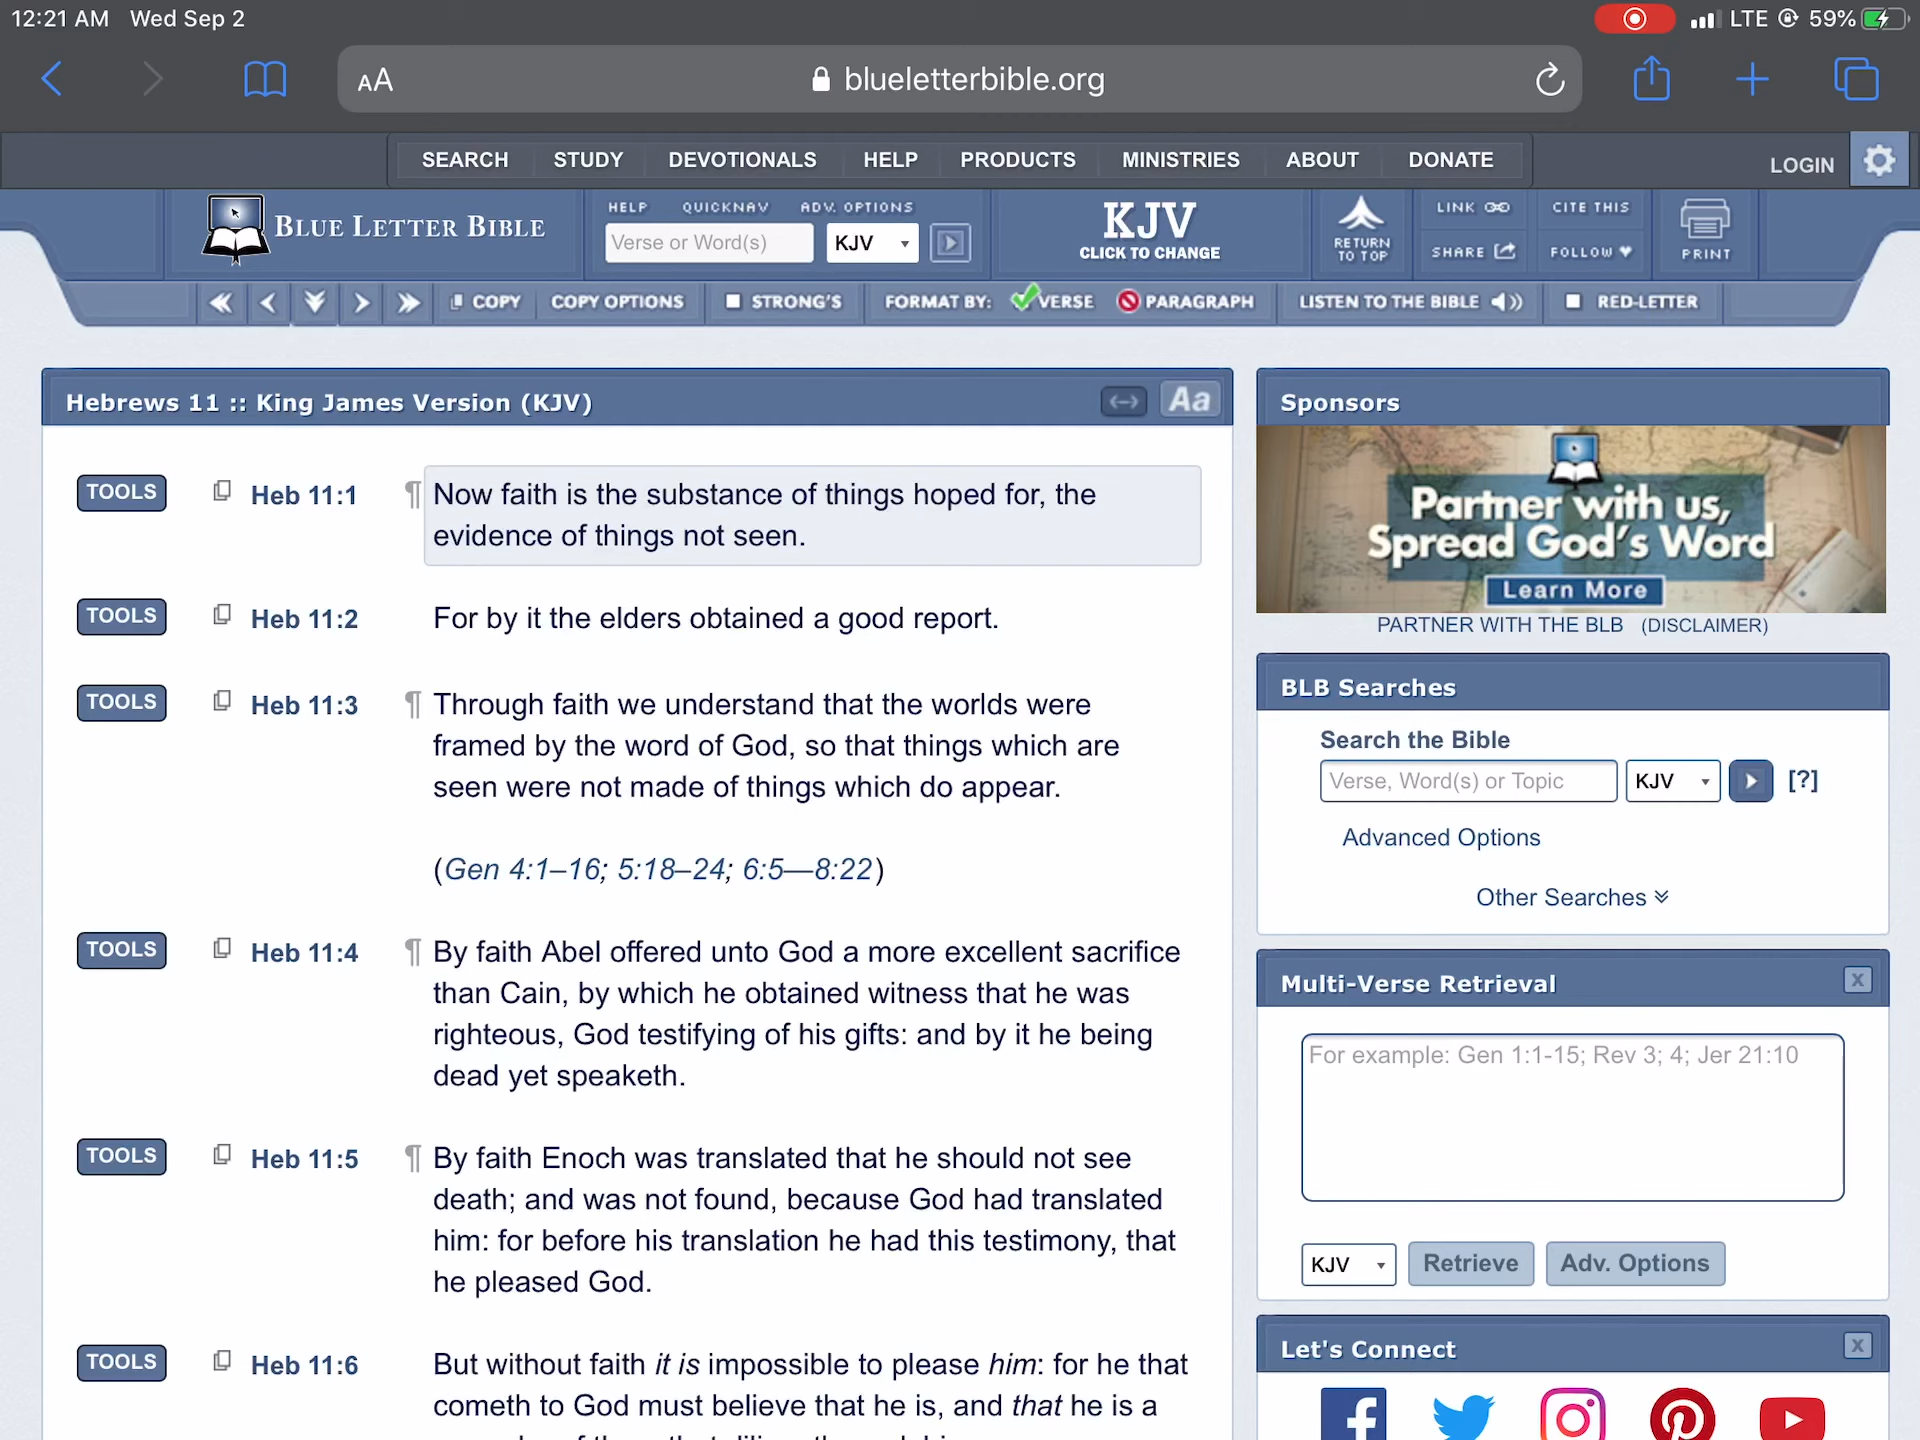 12:21 AM Wed Sep 2
LTE 59%
AA
blueletterbible.org
SEARCH STUDY DEVOTIONALS HELP PRODUCTS MINISTRIES ABOUT DONATE
LOGIN
BLUE LETTER BIBLE
HELP QUICKNAV ADV. OPTIONS
Verse or Word(s)
KJV
KJV
CLICK TO CHANGE
RETURN
TO TOP
LINK
CITE THIS
SHARE
FOLLOW
PRINT
COPY
COPY OPTIONS
STRONG'S
FORMAT BY:
VERSE
PARAGRAPH
LISTEN TO THE BIBLE
RED-LETTER
Hebrews 11 :: King James Version (KJV)
Aa
TOOLS
Heb 11:1
¶ Now faith is the substance of things hoped for, the
evidence of things not seen.
TOOLS
Heb 11:2
For by it the elders obtained a good report.
TOOLS
Heb 11:3
¶ Through faith we understand that the worlds were
framed by the word of God, so that things which are
seen were not made of things which do appear.
(Gen 4:1–16; 5:18–24; 6:5—8:22)
TOOLS
Heb 11:4
¶ By faith Abel offered unto God a more excellent sacrifice
than Cain, by which he obtained witness that he was
righteous, God testifying of his gifts: and by it he being
dead yet speaketh.
TOOLS
Heb 11:5
¶ By faith Enoch was translated that he should not see
death; and was not found, because God had translated
him: for before his translation he had this testimony, that
he pleased God.
TOOLS
Heb 11:6
But without faith it is impossible to please him: for he that
cometh to God must believe that he is, and that he is a
Sponsors
Partner with us,
Spread God's Word
Learn More
PARTNER WITH THE BLB (DISCLAIMER)
BLB Searches
Search the Bible
Verse, Word(s) or Topic
KJV
[?]
Advanced Options
Other Searches
Multi-Verse Retrieval
X
For example: Gen 1:1-15; Rev 3; 4; Jer 21:10
KJV
Retrieve
Adv. Options
Let's Connect
X